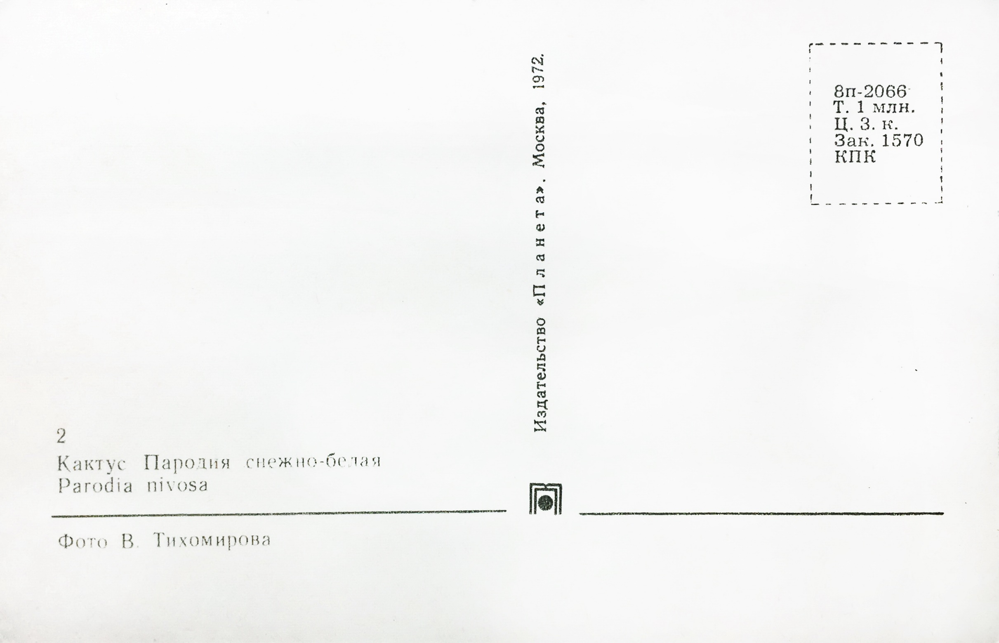 2
Кактус Пародия снежно-белая
Parodia nivosa
Фото В. Тихомирова
Издательство «Планета». Москва, 1972.
8п-2066
Т. 1 млн.
Ц. 3. к.
Зак. 1570
КПК